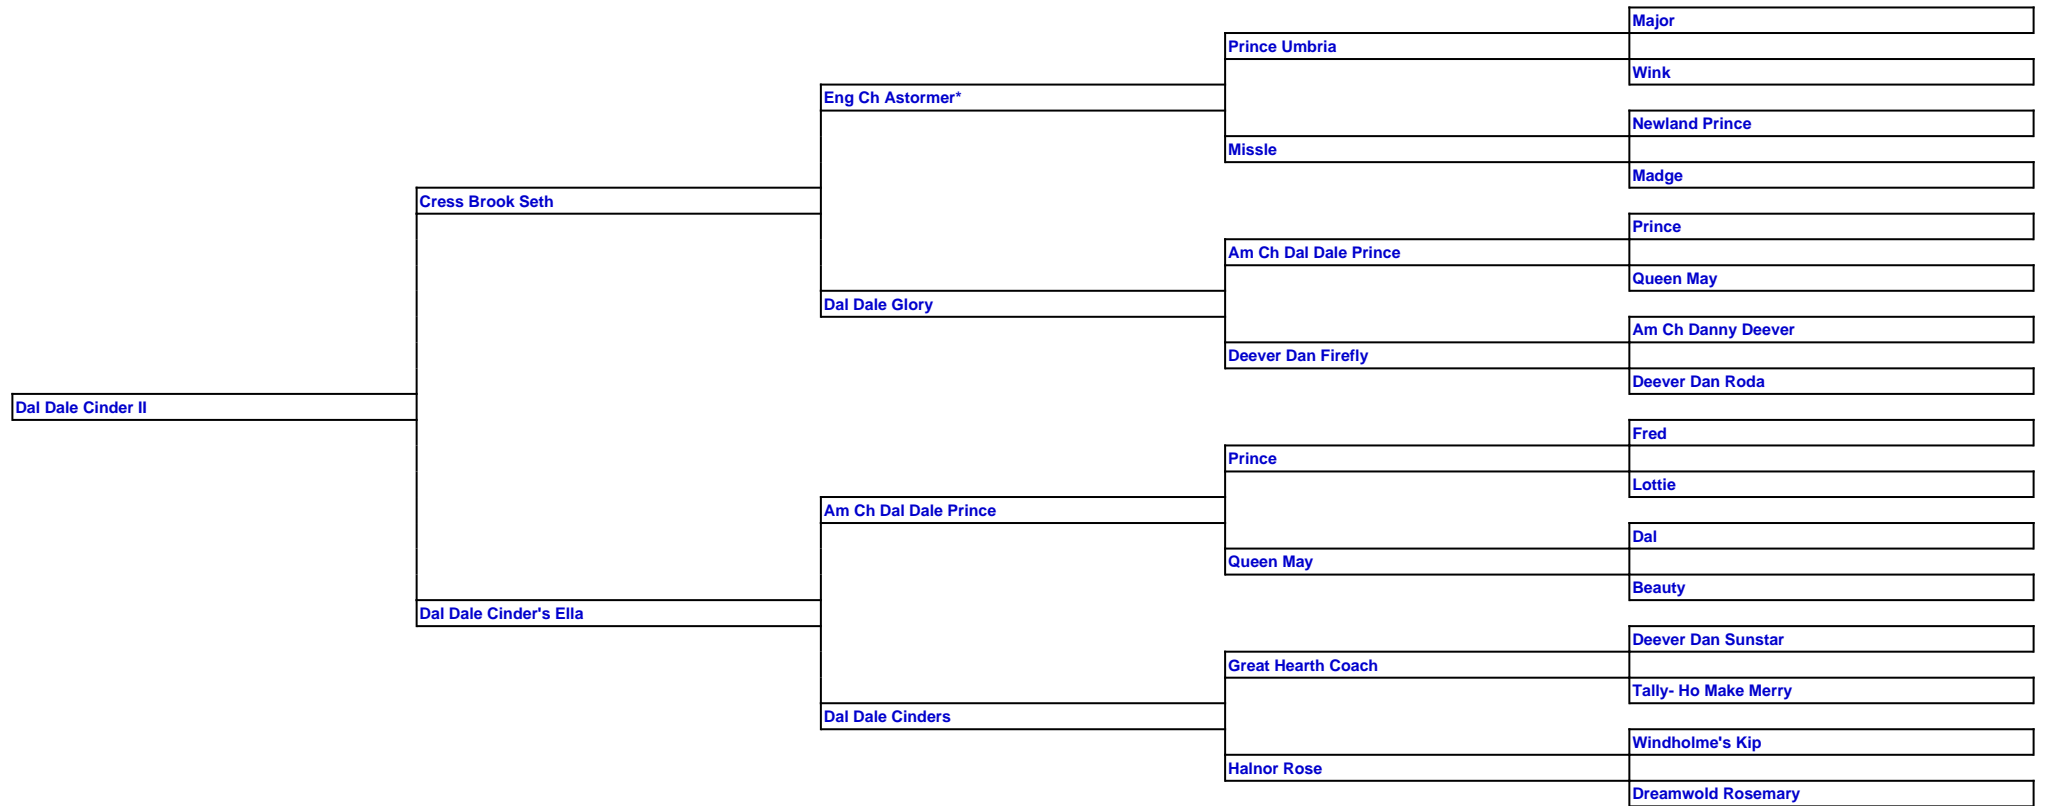 Major
Prince Umbria
Wink
Eng Ch Astormer*
Newland Prince
Missle
Madge
Cress Brook Seth
Prince
Am Ch Dal Dale Prince
Queen May
Dal Dale Glory
Am Ch Danny Deever
Deever Dan Firefly
Deever Dan Roda
Dal Dale Cinder II
Fred
Prince
Lottie
Am Ch Dal Dale Prince
Dal
Queen May
Beauty
Dal Dale Cinder's Ella
Deever Dan Sunstar
Great Hearth Coach
Tally- Ho Make Merry
Dal Dale Cinders
Windholme's Kip
Halnor Rose
Dreamwold Rosemary